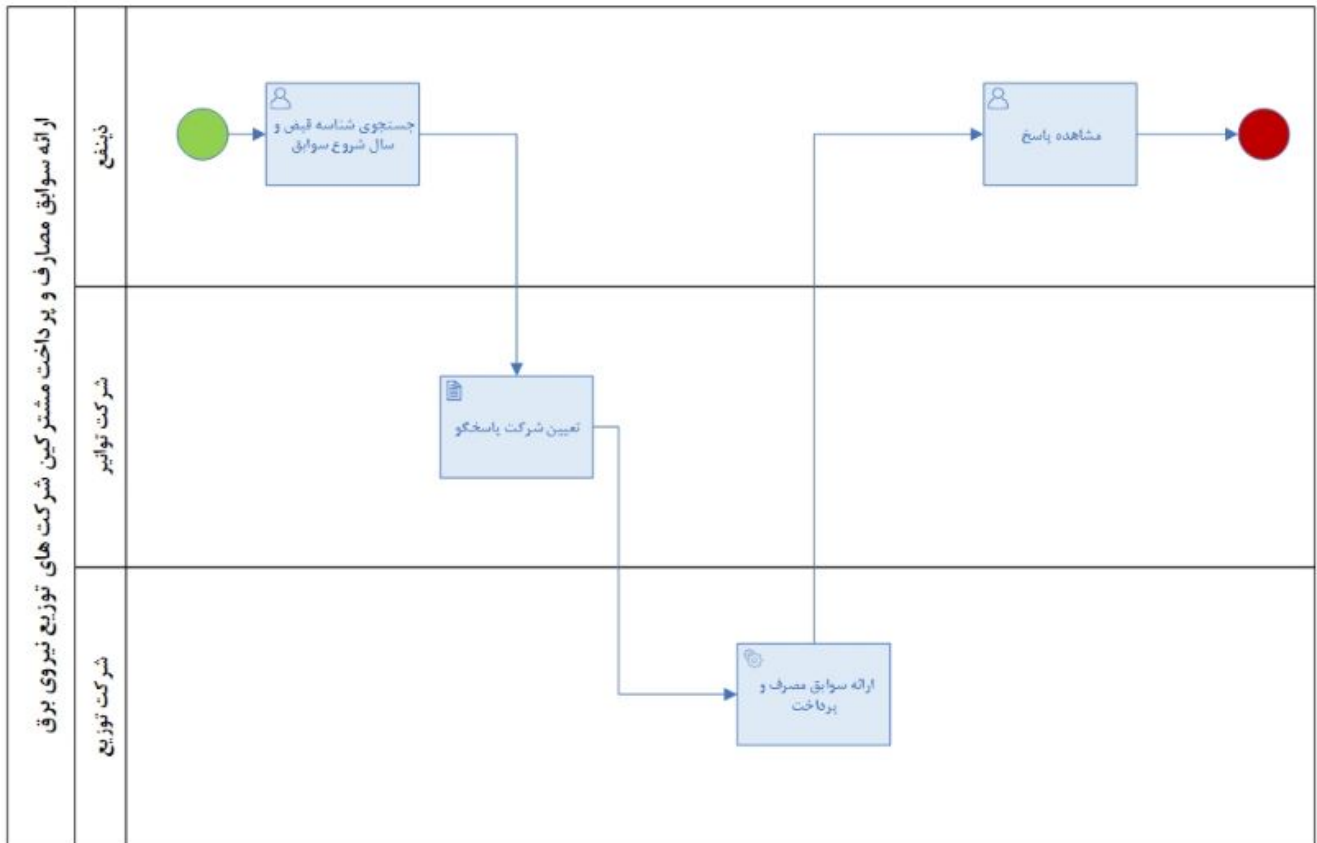 ارائه سوابق مصارف و پرداخت مشترکین شرکت های توزیع نیروی برق
ذینفع
جستجوی شناسه قبض و
سال شروع سوابق
مشاهده پاسخ
شرکت توانیر
تعیین شرکت پاسخگو
شرکت توزیع
ارائه سوابق مصرف و
پرداخت